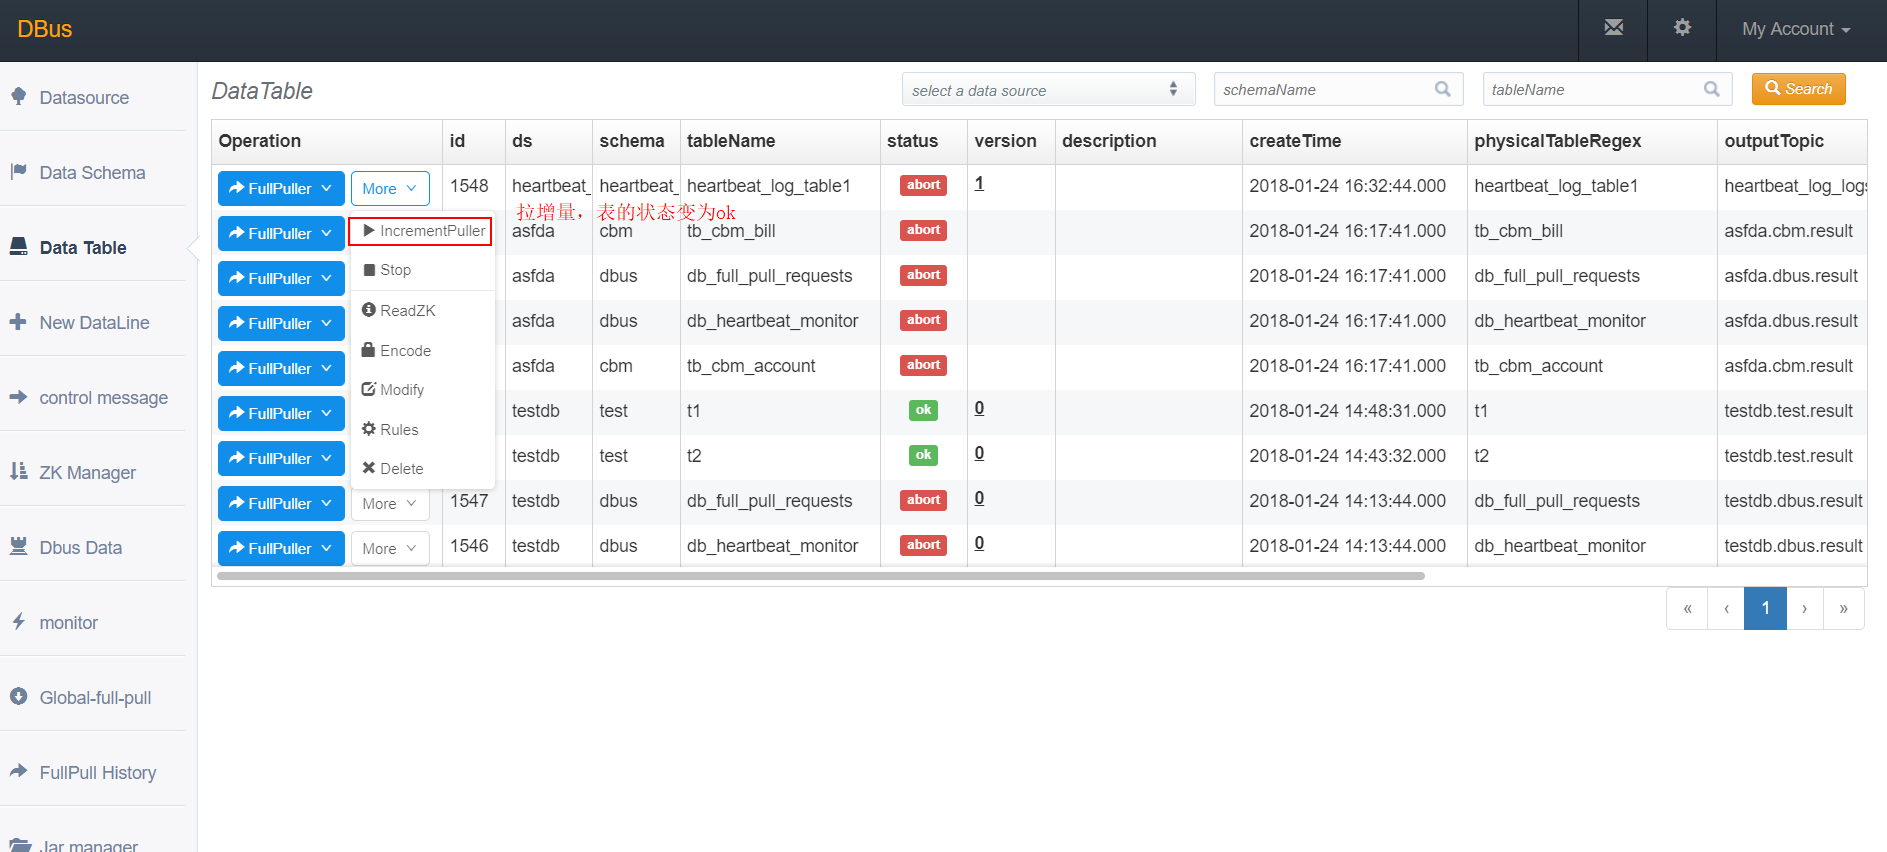 DBus My Account
Datasource
Data Schema
Data Table
New DataLine
control message
ZK Manager
Dbus Data
monitor
Global-full-pull
FullPull History
Jar manager
DataTable select a data source schemaName tableName Search
Operation id ds schema tableName status version description createTime physicalTableRegex outputTopic
FullPuller More 1548 heartbeat_ heartbeat_ heartbeat_log_table1 abort 1 2018-01-24 16:32:44.000 heartbeat_log_table1 heartbeat_log_logs
拉增量，表的状态变为ok
FullPuller asfda cbm tb_cbm_bill abort 2018-01-24 16:17:41.000 tb_cbm_bill asfda.cbm.result
FullPuller asfda dbus db_full_pull_requests abort 2018-01-24 16:17:41.000 db_full_pull_requests asfda.dbus.result
FullPuller asfda dbus db_heartbeat_monitor abort 2018-01-24 16:17:41.000 db_heartbeat_monitor asfda.dbus.result
FullPuller asfda cbm tb_cbm_account abort 2018-01-24 16:17:41.000 tb_cbm_account asfda.cbm.result
FullPuller testdb test t1 ok 0 2018-01-24 14:48:31.000 t1 testdb.test.result
FullPuller testdb test t2 ok 0 2018-01-24 14:43:32.000 t2 testdb.test.result
FullPuller More 1547 testdb dbus db_full_pull_requests abort 0 2018-01-24 14:13:44.000 db_full_pull_requests testdb.dbus.result
FullPuller More 1546 testdb dbus db_heartbeat_monitor abort 0 2018-01-24 14:13:44.000 db_heartbeat_monitor testdb.dbus.result
IncrementPuller
Stop
ReadZK
Encode
Modify
Rules
Delete
« ‹ 1 › »